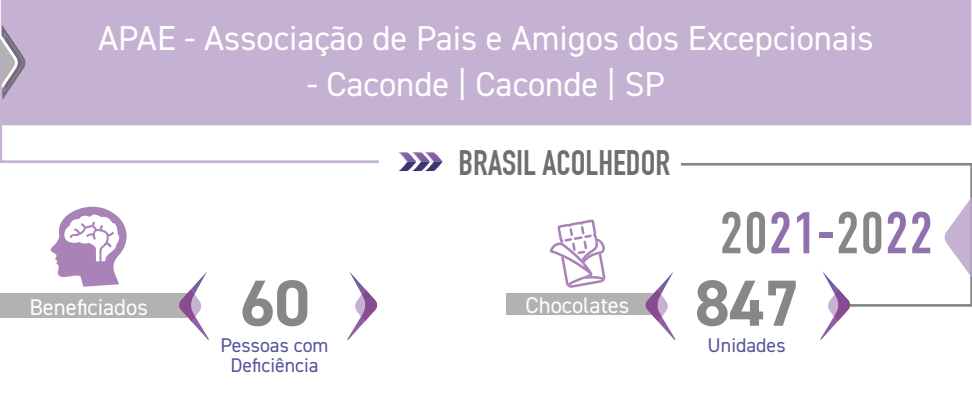 APAE - Associação de Pais e Amigos dos Excepcionais
- Caconde | Caconde | SP
BRASIL ACOLHEDOR
2021-2022
Beneficiados
60
Pessoas com
Deficiência
Chocolates
847
Unidades